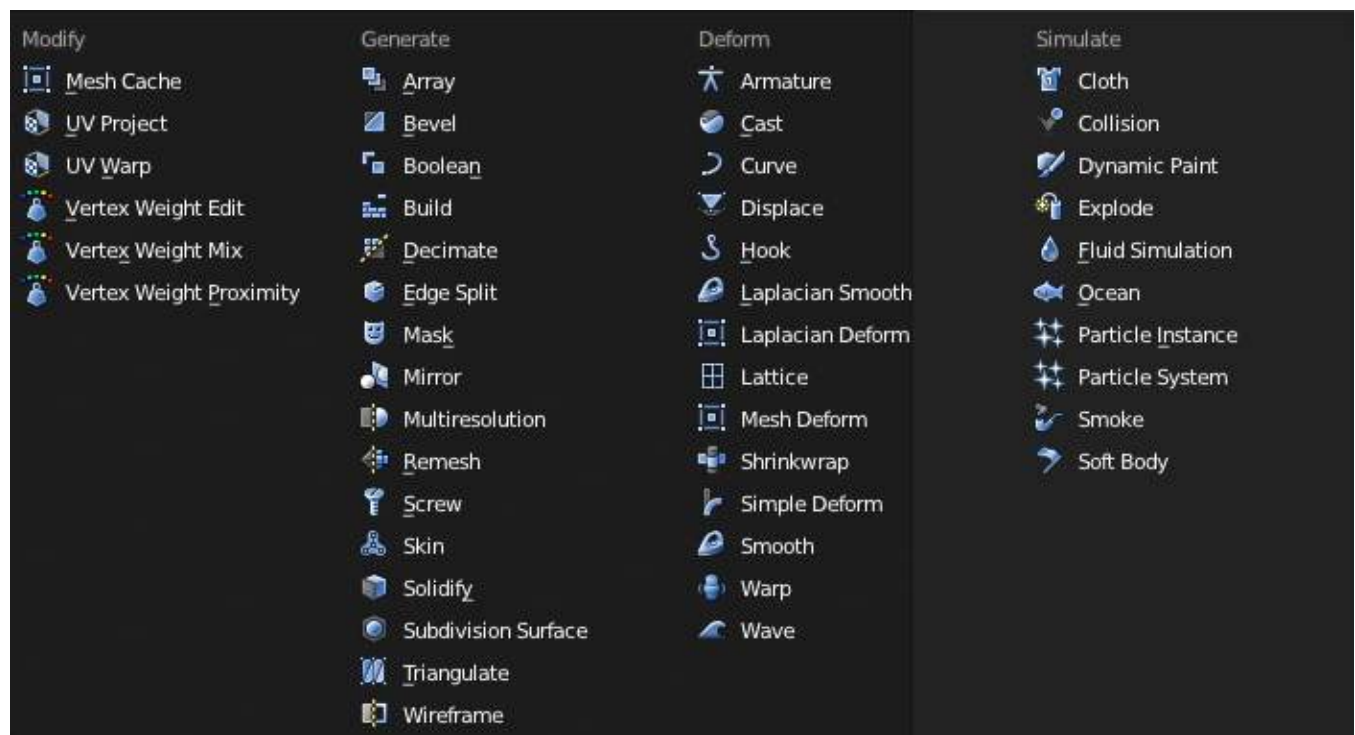 Modify
Mesh Cache
UV Project
UV Warp
Vertex Weight Edit
Vertex Weight Mix
Vertex Weight Proximity
Generate
Array
Bevel
Boolean
Build
Decimate
Edge Split
Mask
Mirror
Multiresolution
Remesh
Screw
Skin
Solidify
Subdivision Surface
Triangulate
Wireframe
Deform
Armature
Cast
Curve
Displace
Hook
Laplacian Smooth
Laplacian Deform
Lattice
Mesh Deform
Shrinkwrap
Simple Deform
Smooth
Warp
Wave
Simulate
Cloth
Collision
Dynamic Paint
Explode
Fluid Simulation
Ocean
Particle Instance
Particle System
Smoke
Soft Body